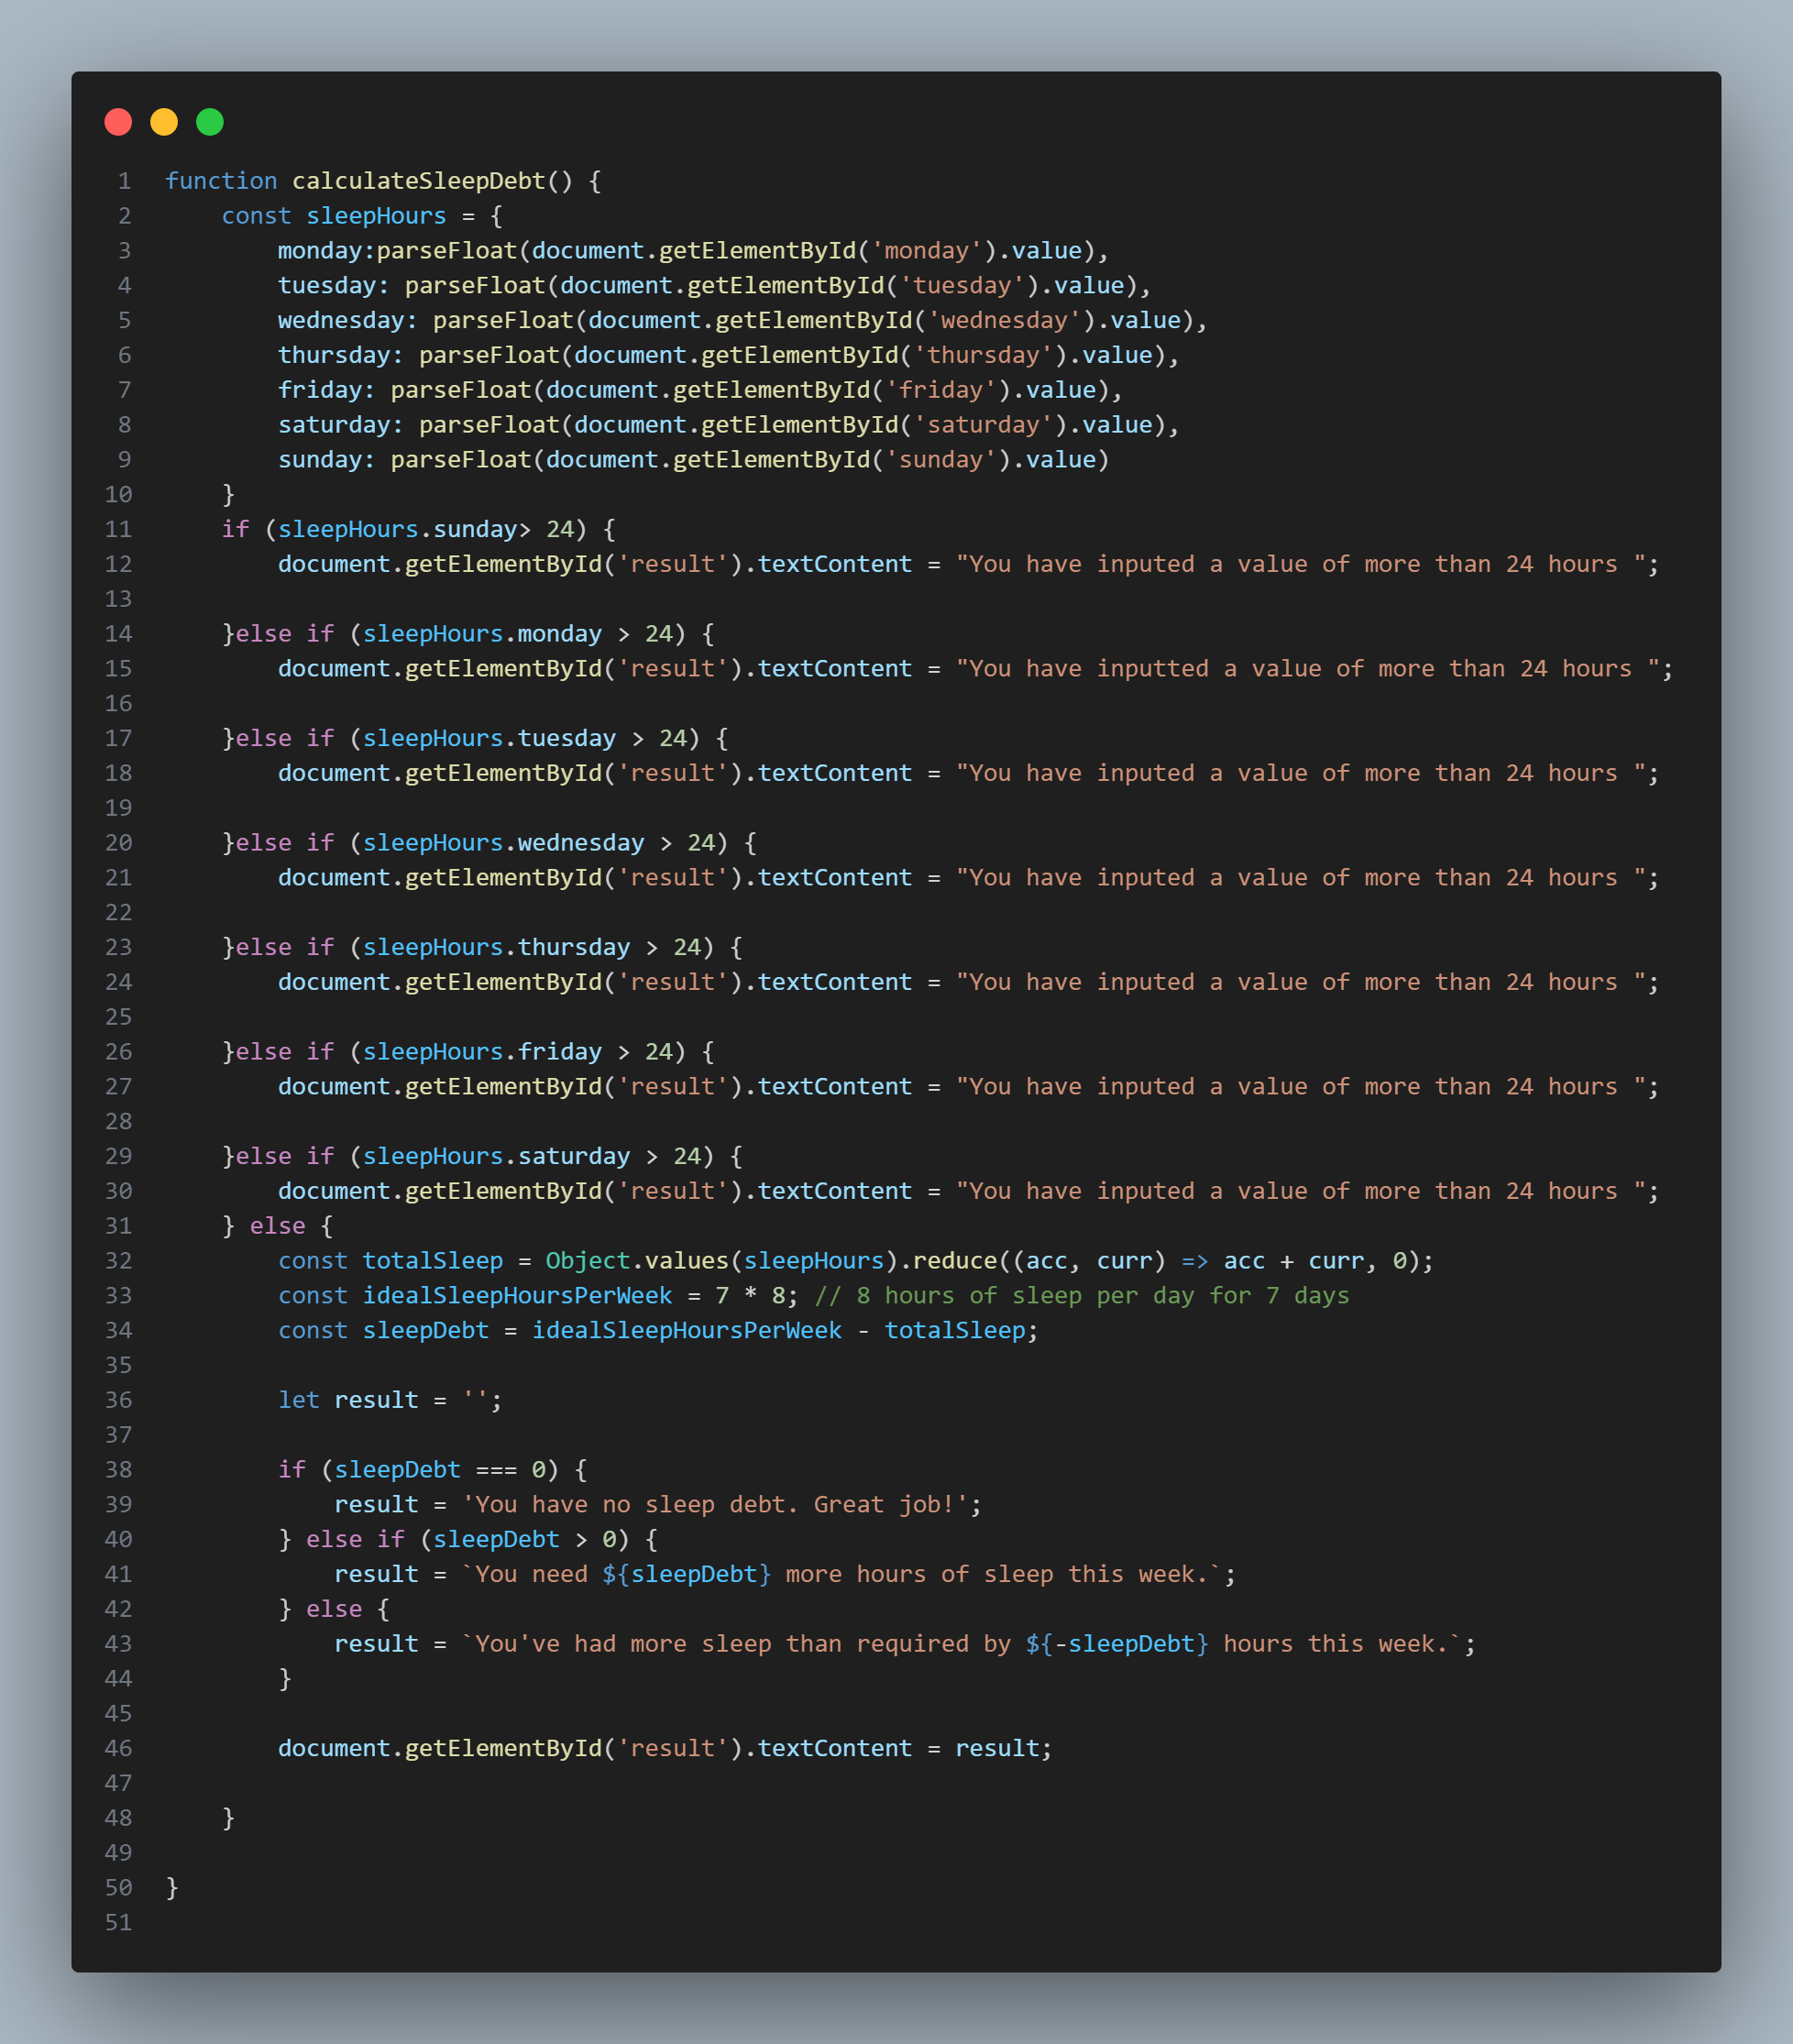 1 function calculateSleepDebt() {
2     const sleepHours = {
3         monday:parseFloat(document.getElementById('monday').value),
4         tuesday: parseFloat(document.getElementById('tuesday').value),
5         wednesday: parseFloat(document.getElementById('wednesday').value),
6         thursday: parseFloat(document.getElementById('thursday').value),
7         friday: parseFloat(document.getElementById('friday').value),
8         saturday: parseFloat(document.getElementById('saturday').value),
9         sunday: parseFloat(document.getElementById('sunday').value)
10     }
11     if (sleepHours.sunday> 24) {
12         document.getElementById('result').textContent = "You have inputed a value of more than 24 hours ";
13
14     }else if (sleepHours.monday > 24) {
15         document.getElementById('result').textContent = "You have inputted a value of more than 24 hours ";
16
17     }else if (sleepHours.tuesday > 24) {
18         document.getElementById('result').textContent = "You have inputed a value of more than 24 hours ";
19
20     }else if (sleepHours.wednesday > 24) {
21         document.getElementById('result').textContent = "You have inputed a value of more than 24 hours ";
22
23     }else if (sleepHours.thursday > 24) {
24         document.getElementById('result').textContent = "You have inputed a value of more than 24 hours ";
25
26     }else if (sleepHours.friday > 24) {
27         document.getElementById('result').textContent = "You have inputed a value of more than 24 hours ";
28
29     }else if (sleepHours.saturday > 24) {
30         document.getElementById('result').textContent = "You have inputed a value of more than 24 hours ";
31     } else {
32         const totalSleep = Object.values(sleepHours).reduce((acc, curr) => acc + curr, 0);
33         const idealSleepHoursPerWeek = 7 * 8; // 8 hours of sleep per day for 7 days
34         const sleepDebt = idealSleepHoursPerWeek - totalSleep;
35
36         let result = '';
37
38         if (sleepDebt === 0) {
39             result = 'You have no sleep debt. Great job!';
40         } else if (sleepDebt > 0) {
41             result = `You need ${sleepDebt} more hours of sleep this week.`;
42         } else {
43             result = `You've had more sleep than required by ${-sleepDebt} hours this week.`;
44         }
45
46         document.getElementById('result').textContent = result;
47
48     }
49
50 }
51